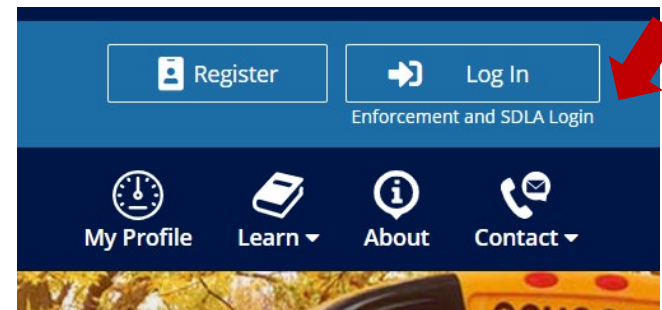 Register
Log In
Enforcement and SDLA Login
My Profile
Learn
About
Contact